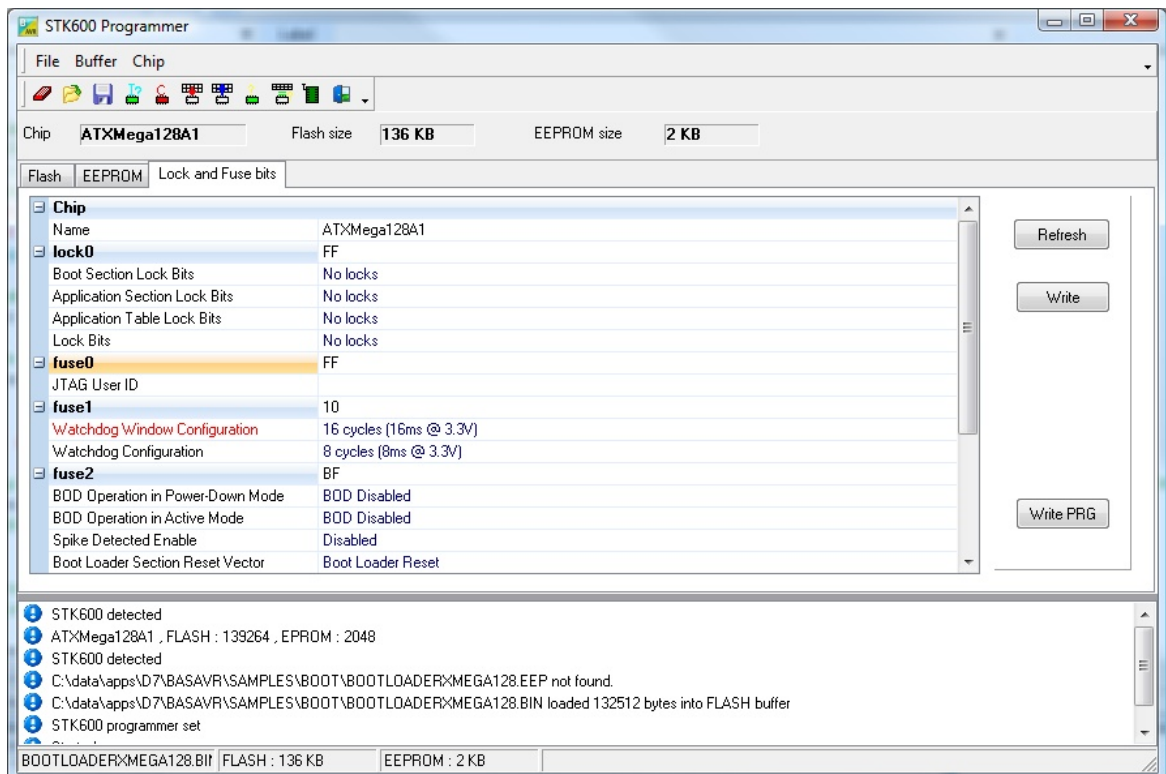 STK600 Programmer
File Buffer Chip
Chip ATXMega128A1 Flash size 136 KB EEPROM size 2 KB
Flash EEPROM Lock and Fuse bits
Chip
Name ATXMega128A1
lock0 FF
Boot Section Lock Bits No locks
Application Section Lock Bits No locks
Application Table Lock Bits No locks
Lock Bits No locks
fuse0 FF
JTAG User ID
fuse1 10
Watchdog Window Configuration 16 cycles (16ms @ 3.3V)
Watchdog Configuration 8 cycles (8ms @ 3.3V)
fuse2 BF
BOD Operation in Power-Down Mode BOD Disabled
BOD Operation in Active Mode BOD Disabled
Spike Detected Enable Disabled
Boot Loader Section Reset Vector Boot Loader Reset
Refresh
Write
Write PRG
STK600 detected
ATXMega128A1 , FLASH : 139264 , EPROM : 2048
STK600 detected
C:\data\apps\D7\BASAVR\SAMPLES\BOOT\BOOTLOADERXMEGA128.EEP not found.
C:\data\apps\D7\BASAVR\SAMPLES\BOOT\BOOTLOADERXMEGA128.BIN loaded 132512 bytes into FLASH buffer
STK600 programmer set
BOOTLOADERXMEGA128.BIN FLASH : 136 KB EEPROM : 2 KB